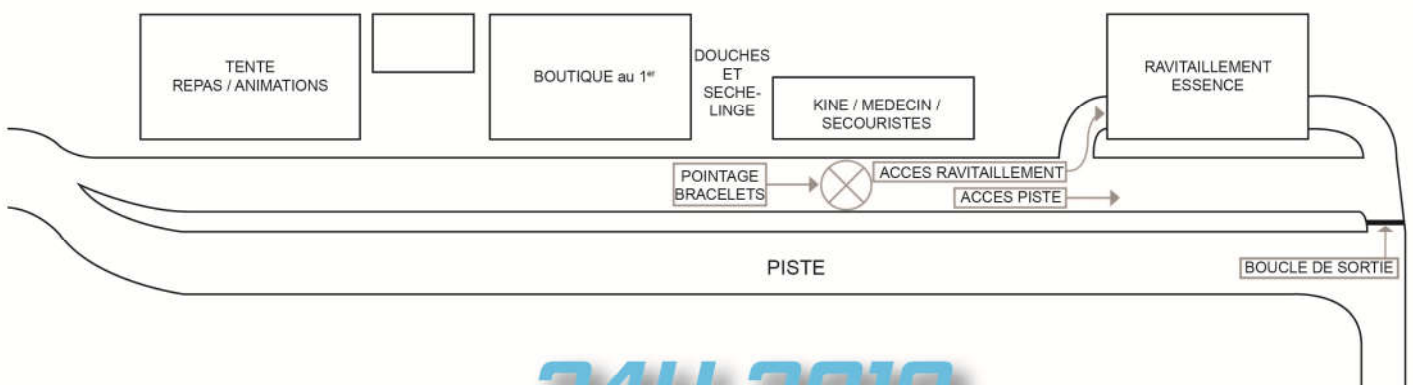 TENTE
REPAS / ANIMATIONS
BOUTIQUE au 1er
DOUCHES
ET
SECHE-
LINGE
KINE / MEDECIN /
SECOURISTES
RAVITAILLEMENT
ESSENCE
POINTAGE
BRACELETS
ACCES RAVITAILLEMENT
ACCES PISTE
PISTE
BOUCLE DE SORTIE